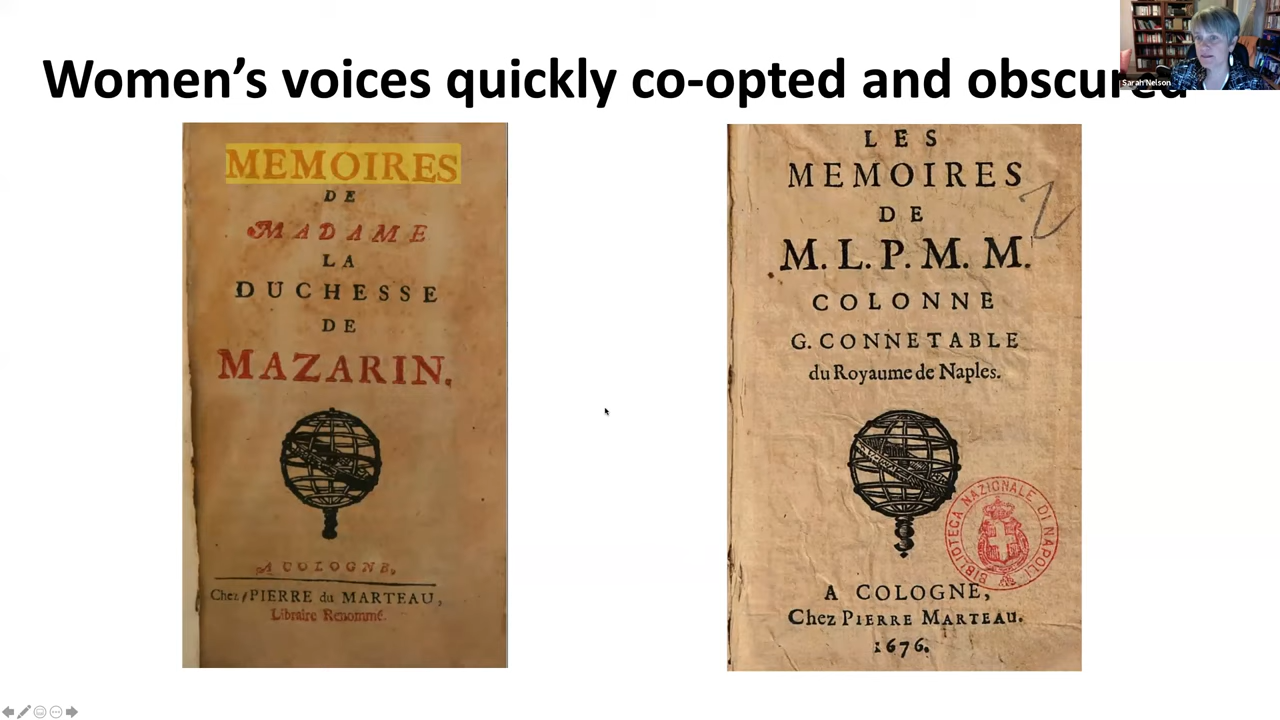 Women's voices quickly co-opted and obscured
Sarah Nelson
MEMOIRES
DE
MADAME
LA
DUCHESSE
DE
MAZARIN.
A COLOGNE,
Chez PIERRE du MARTEAU,
Libraire Renommé.
LES
MEMOIRES
DE
M. L. P. M. M.
COLONNE
G. CONNETABLE
du Royaume de Naples.
BIBLIOTECA NAZIONALE DI NAPOLI
A COLOGNE,
Chez PIERRE MARTEAU.
1676.
2